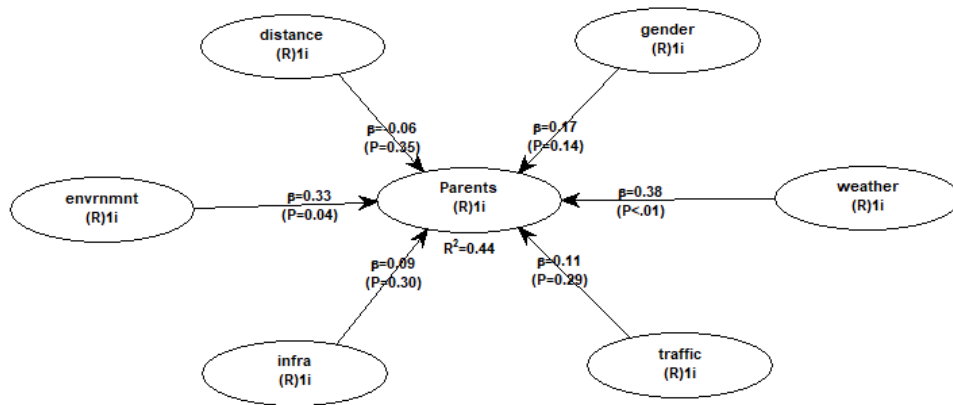 distance
(R)1i
gender
(R)1i
β=-0.06
(P=0.35)
β=0.17
(P=0.14)
envrnmnt
(R)1i
β=0.33
(P=0.04)
Parents
(R)1i
R²=0.44
β=0.38
(P<.01)
weather
(R)1i
β=0.09
(P=0.30)
β=0.11
(P=0.29)
infra
(R)1i
traffic
(R)1i